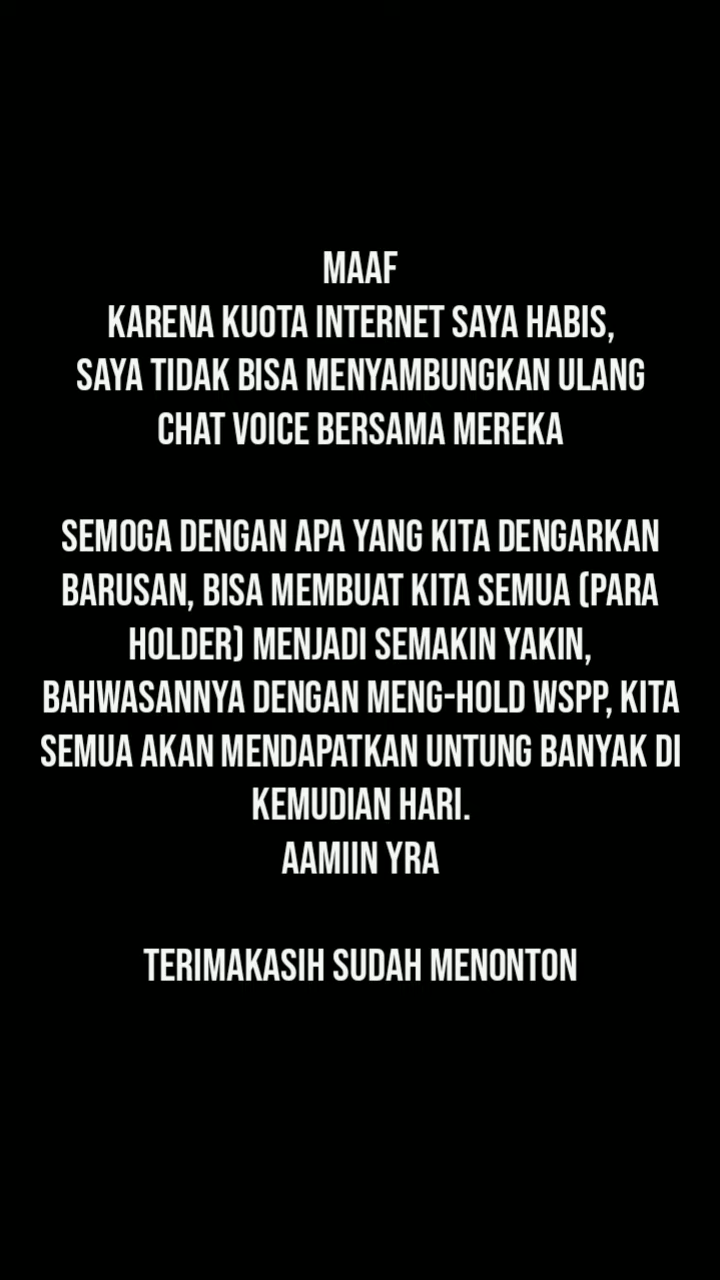 MAAF
KARENA KUOTA INTERNET SAYA HABIS,
SAYA TIDAK BISA MENYAMBUNGKAN ULANG
CHAT VOICE BERSAMA MEREKA
SEMOGA DENGAN APA YANG KITA DENGARKAN
BARUSAN, BISA MEMBUAT KITA SEMUA (PARA
HOLDER) MENJADI SEMAKIN YAKIN,
BAHWASANNYA DENGAN MENG-HOLD WSPP, KITA
SEMUA AKAN MENDAPATKAN UNTUNG BANYAK DI
KEMUDIAN HARI.
AAMIIN YRA
TERIMAKASIH SUDAH MENONTON